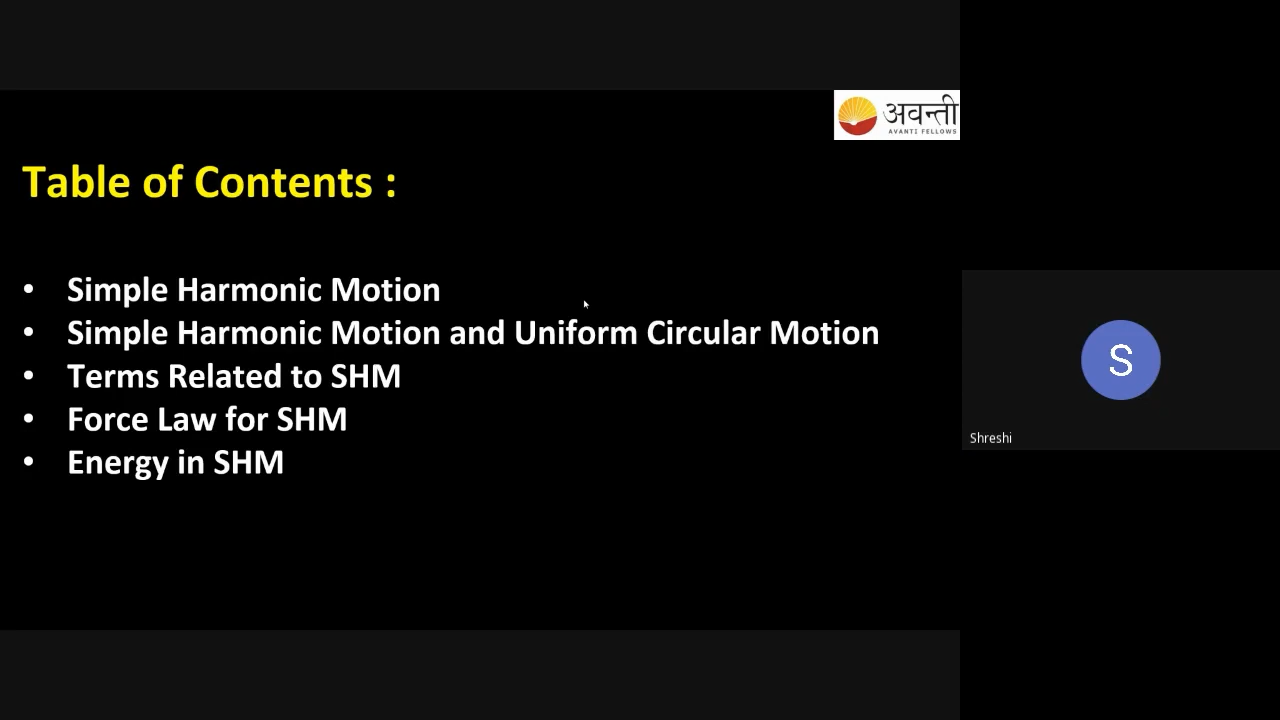 अवन्ती
AVANTI FELLOWS
Table of Contents :
• Simple Harmonic Motion
• Simple Harmonic Motion and Uniform Circular Motion
• Terms Related to SHM
• Force Law for SHM
• Energy in SHM
S
Shreshi